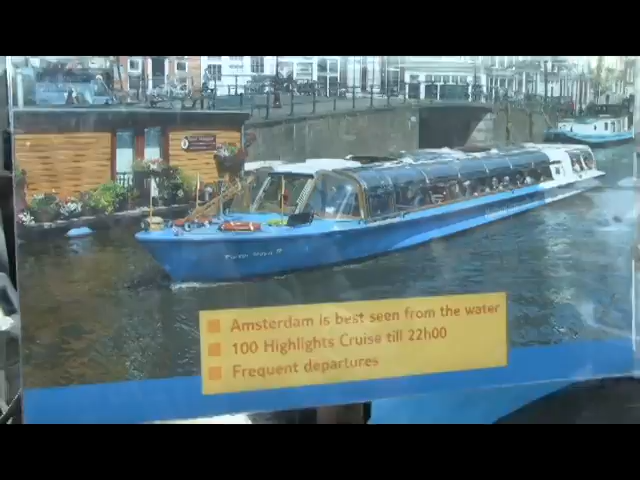 Amsterdam is best seen from the water
100 Highlights Cruise till 22h00
Frequent departures